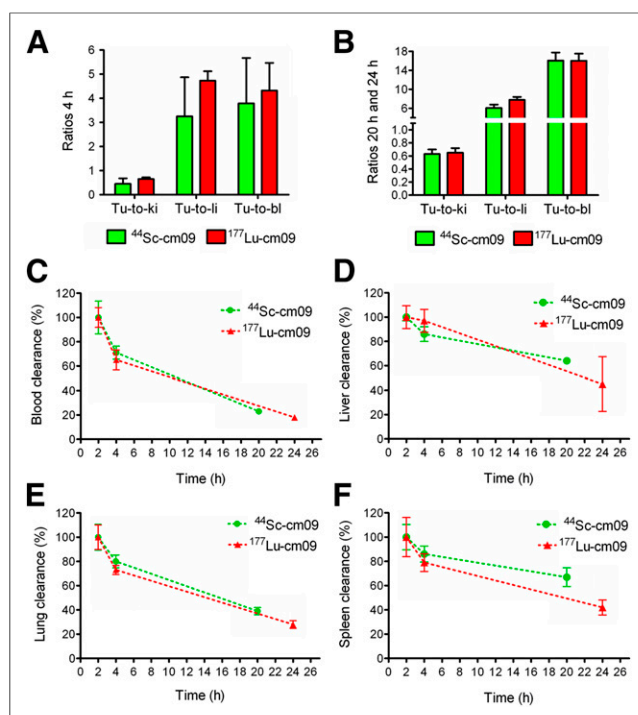 A
Ratios 4 h
6
5
4
3
2
1
0
Tu-to-ki Tu-to-li Tu-to-bl
⁴⁴Sc-cm09 ¹⁷⁷Lu-cm09
B
Ratios 20 h and 24 h
18
14
10
6
0.8
0.6
0.4
0.2
0.0
Tu-to-ki Tu-to-li Tu-to-bl
⁴⁴Sc-cm09 ¹⁷⁷Lu-cm09
C
Blood clearance (%)
120
100
80
60
40
20
0
⁴⁴Sc-cm09
¹⁷⁷Lu-cm09
0 2 4 6 8 10 12 14 16 18 20 22 24 26
Time (h)
D
Liver clearance (%)
120
100
80
60
40
20
0
⁴⁴Sc-cm09
¹⁷⁷Lu-cm09
0 2 4 6 8 10 12 14 16 18 20 22 24 26
Time (h)
E
Lung clearance (%)
120
100
80
60
40
20
0
⁴⁴Sc-cm09
¹⁷⁷Lu-cm09
0 2 4 6 8 10 12 14 16 18 20 22 24 26
Time (h)
F
Spleen clearance (%)
120
100
80
60
40
20
0
⁴⁴Sc-cm09
¹⁷⁷Lu-cm09
0 2 4 6 8 10 12 14 16 18 20 22 24 26
Time (h)